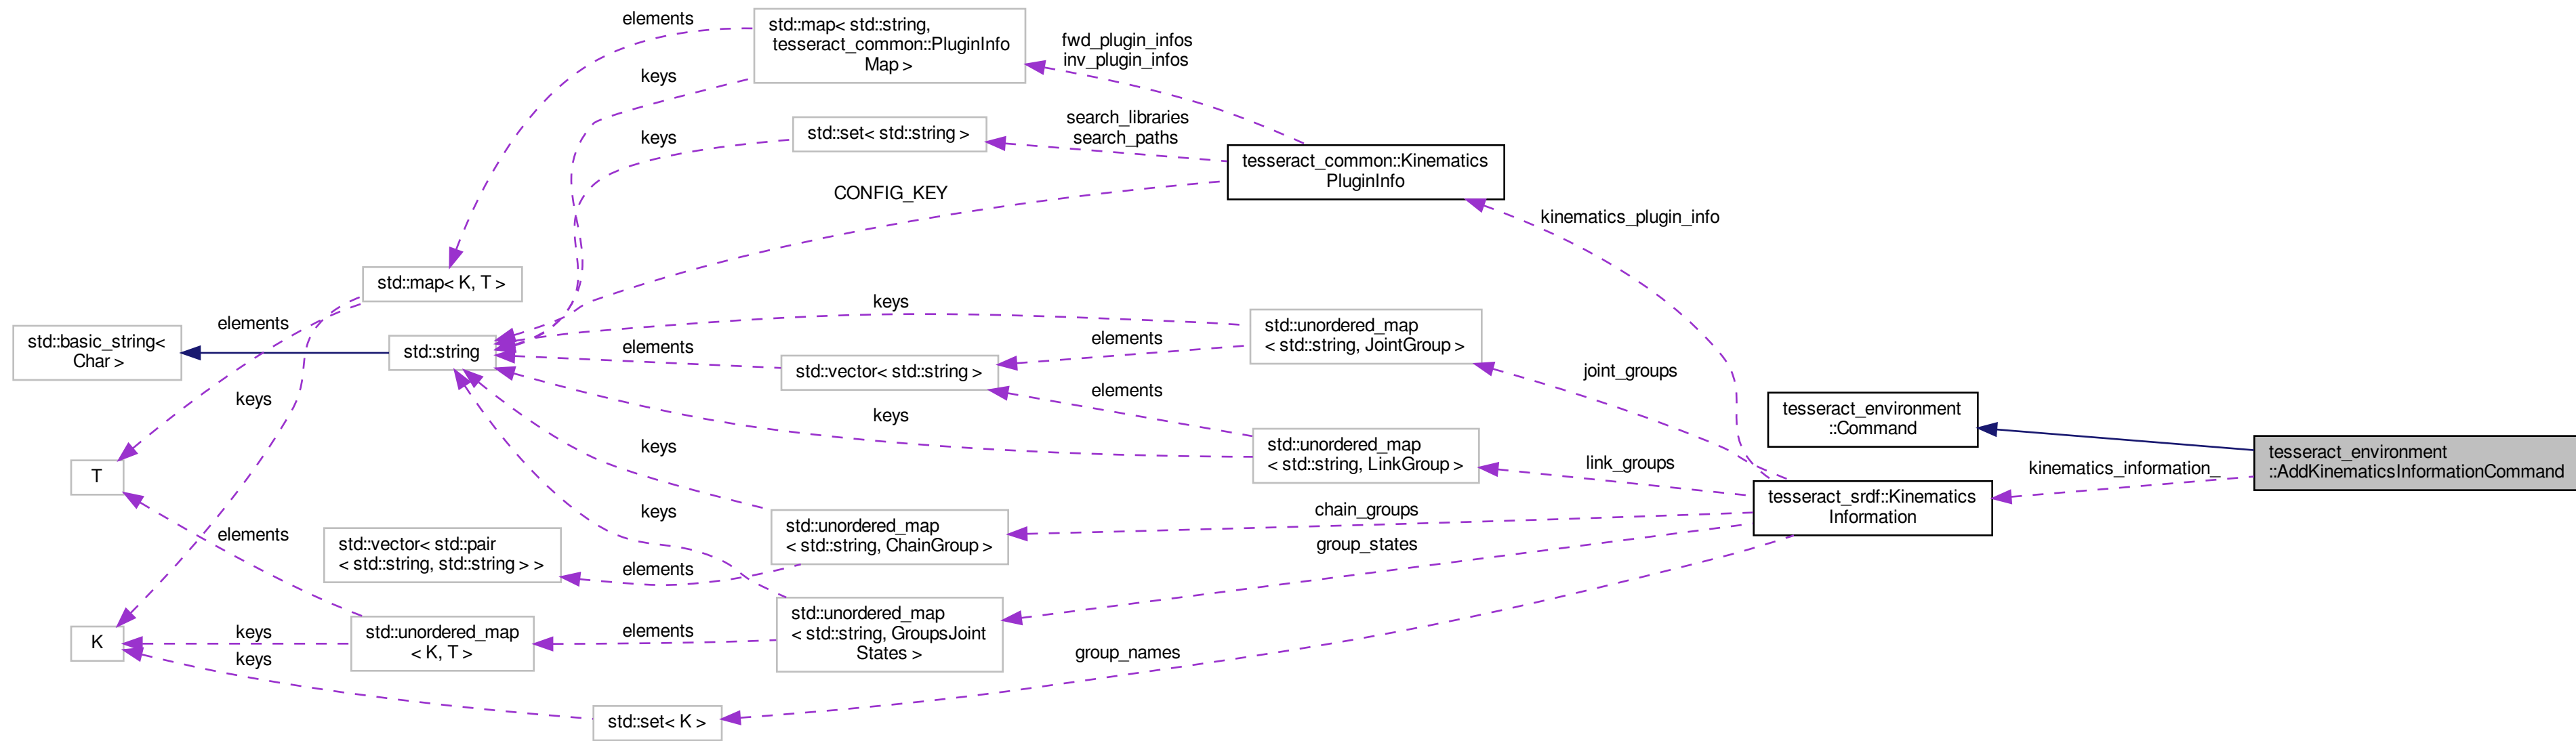 elements
std::map< std::string,
tesseract_common::PluginInfo
Map >
fwd_plugin_infos
inv_plugin_infos
keys
search_libraries
search_paths
keys
std::set< std::string >
tesseract_common::Kinematics
PluginInfo
CONFIG_KEY
kinematics_plugin_info
std::map< K, T >
keys
elements
std::unordered_map
< std::string, JointGroup >
elements
std::basic_string<
Char >
std::string
elements
std::vector< std::string >
joint_groups
elements
keys
keys
tesseract_environment
::Command
std::unordered_map
< std::string, LinkGroup >
keys
link_groups
tesseract_environment
::AddKinematicsInformationCommand
kinematics_information_
T
tesseract_srdf::Kinematics
Information
chain_groups
keys
std::unordered_map
< std::string, ChainGroup >
elements
std::vector< std::pair
< std::string, std::string > >
group_states
elements
std::unordered_map
< std::string, GroupsJoint
States >
K
keys
std::unordered_map
< K, T >
elements
keys
group_names
std::set< K >